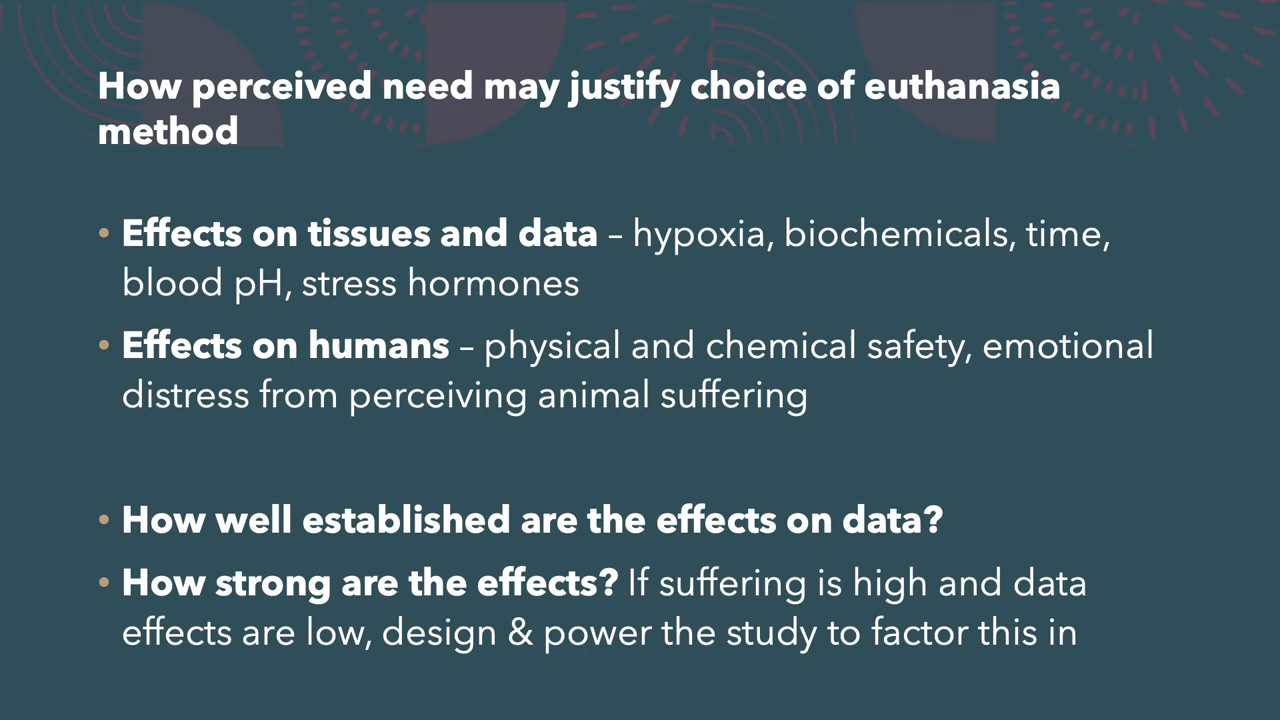 How perceived need may justify choice of euthanasia
method
• Effects on tissues and data – hypoxia, biochemicals, time,
blood pH, stress hormones
• Effects on humans – physical and chemical safety, emotional
distress from perceiving animal suffering
• How well established are the effects on data?
• How strong are the effects? If suffering is high and data
effects are low, design & power the study to factor this in